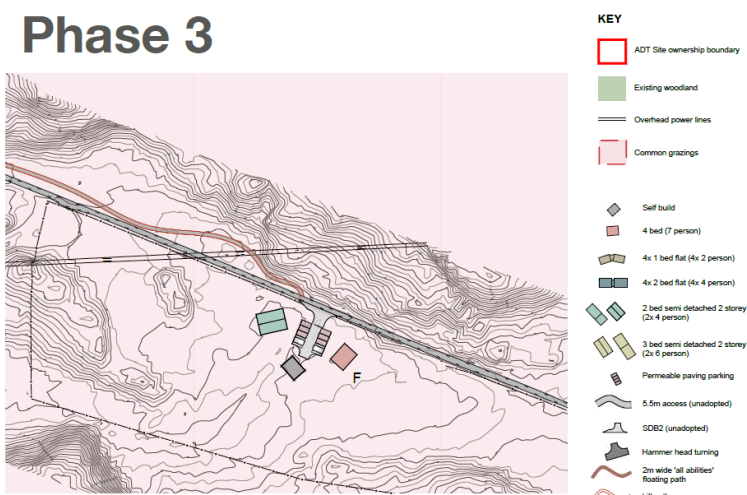 Phase 3
F
KEY
ADT Site ownership boundary
Existing woodland
Overhead power lines
Common grazings
Self build
4 bed (7 person)
4x 1 bed flat (4x 2 person)
4x 2 bed flat (4x 4 person)
2 bed semi detached 2 storey
(2x 4 person)
3 bed semi detached 2 storey
(2x 6 person)
Permeable paving parking
5.5m access (unadopted)
SDB2 (unadopted)
Hammer head turning
2m wide 'all abilities'
floating path